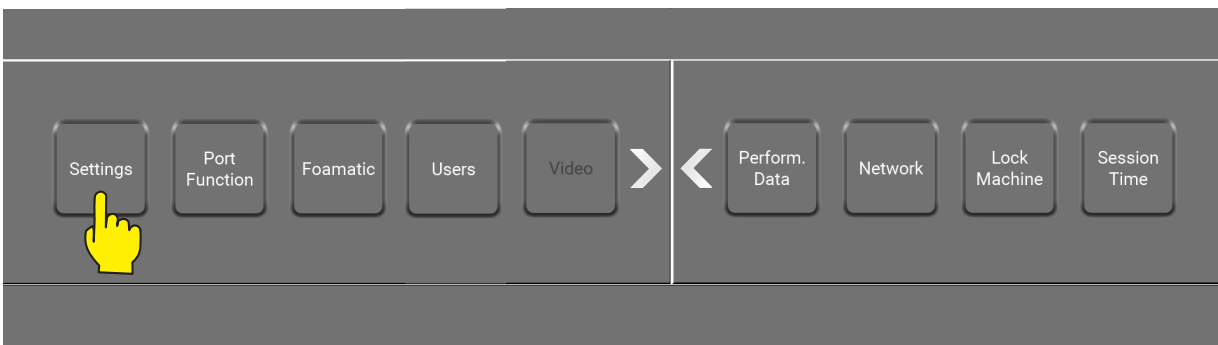 Settings
Port
Function
Foamatic
Users
Video
Perform.
Data
Network
Lock
Machine
Session
Time